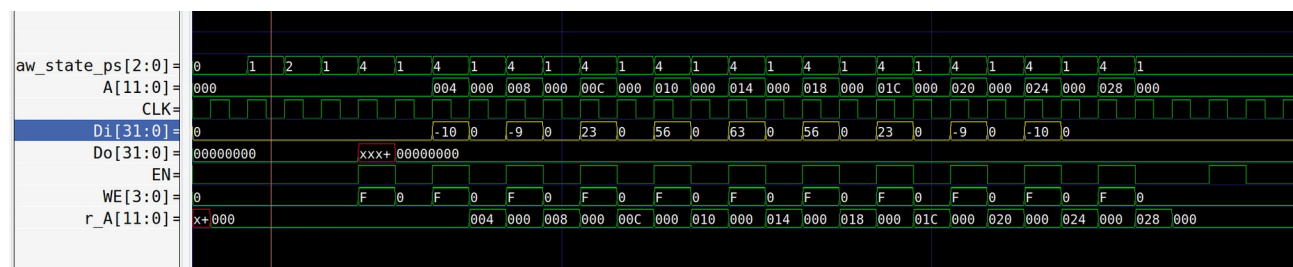 aw_state_ps[2:0]= 0 1 2 1 4 1 4 1 4 1 4 1 4 1 4 1 4 1 4 1 4 1 4 1 4 1
A[11:0]= 000 004 000 008 000 00C 000 010 000 014 000 018 000 01C 000 020 000 024 000 028 000
CLK=
Di[31:0]= 0 -10 0 -9 0 23 0 56 0 63 0 56 0 23 0 -9 0 -10 0
Do[31:0]= 00000000 xxx+ 00000000
EN=
WE[3:0]= 0 F 0 F 0 F 0 F 0 F 0 F 0 F 0 F 0 F 0 F 0 F 0
r_A[11:0]= x+ 000 004 000 008 000 00C 000 010 000 014 000 018 000 01C 000 020 000 024 000 028 000